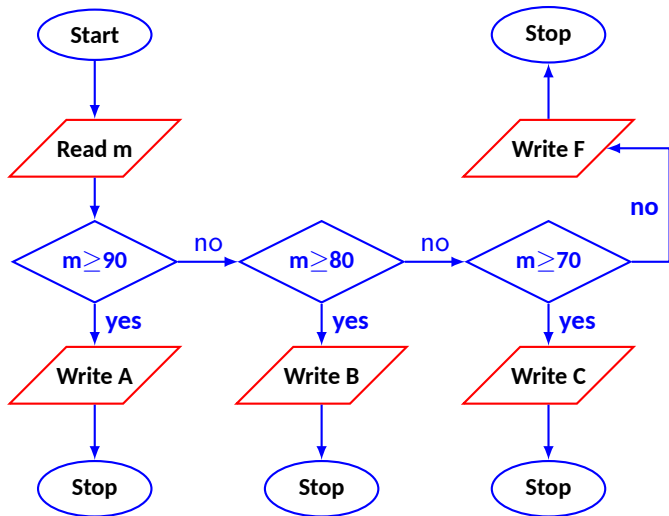 Start
Stop
Read m
Write F
no
m≥90
no
m≥80
no
m≥70
yes
yes
yes
Write A
Write B
Write C
Stop
Stop
Stop